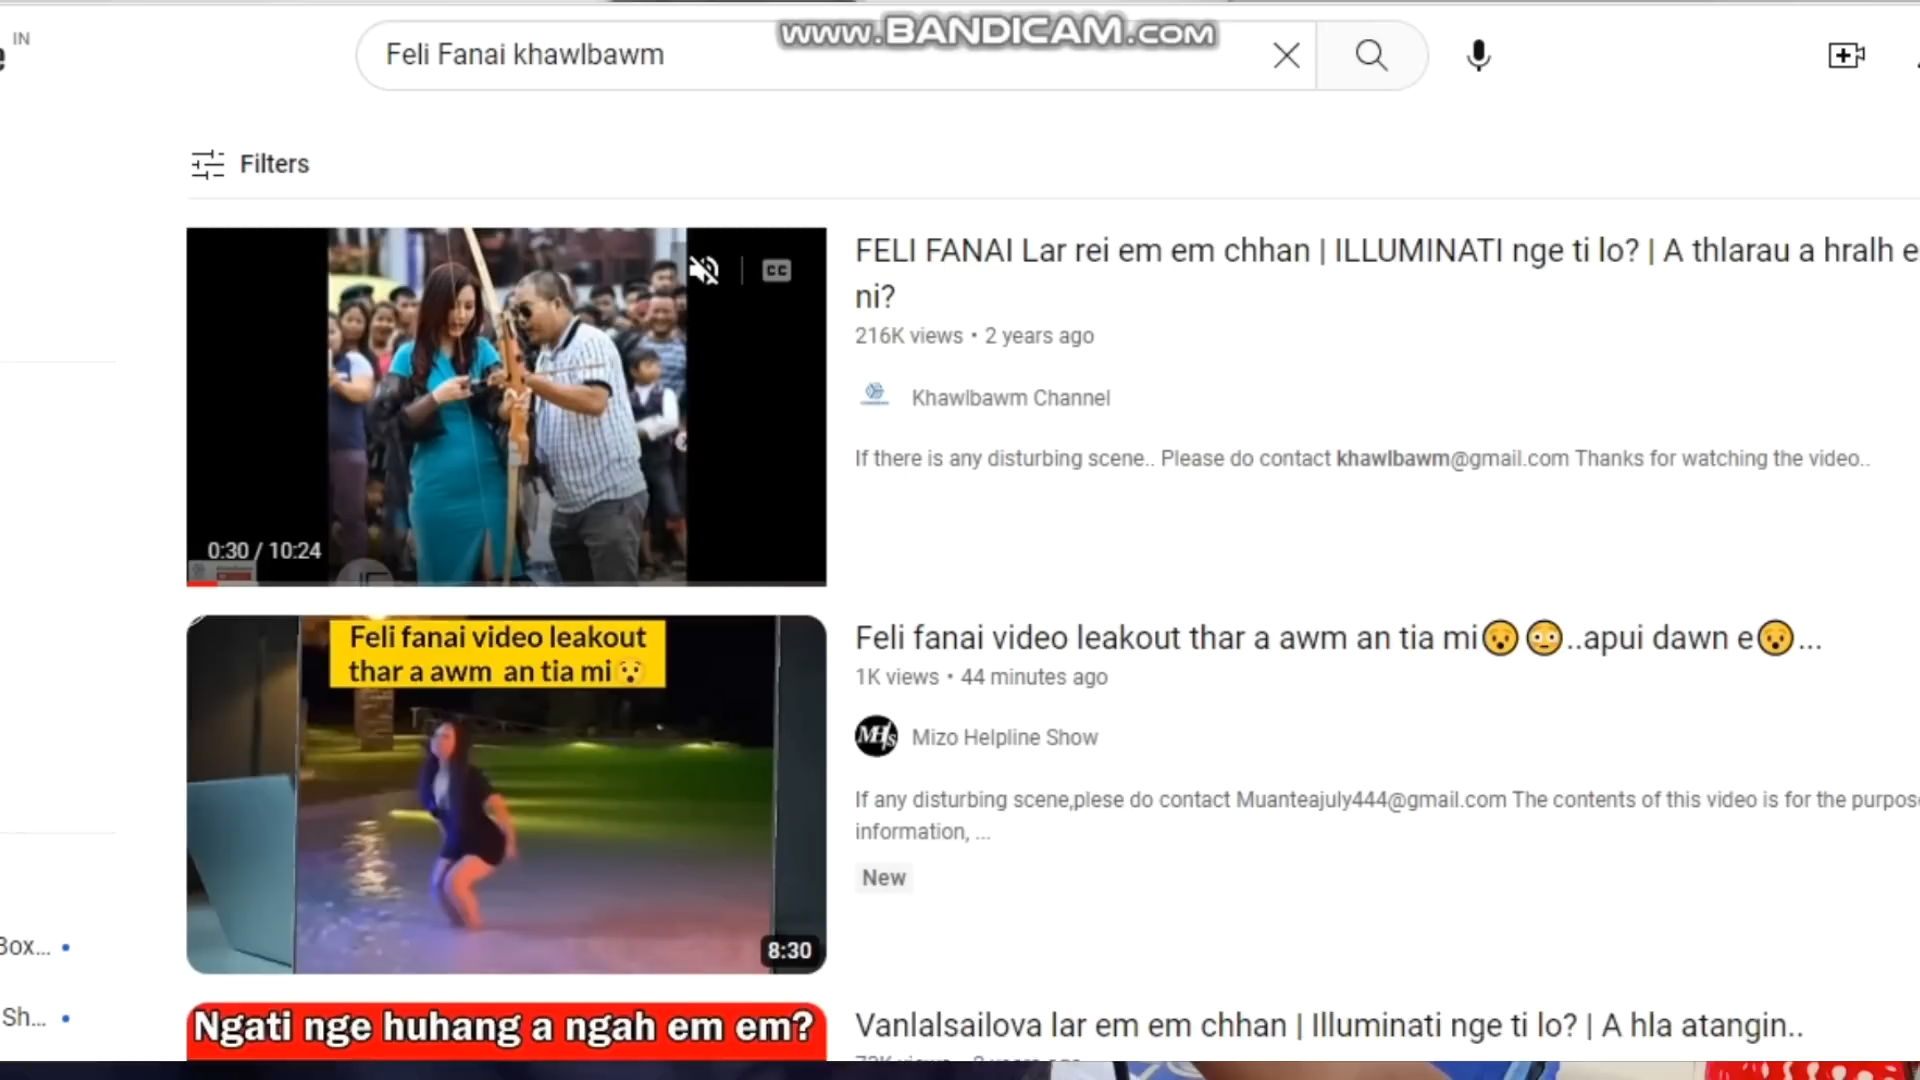 www.BANDICAM.com
IN
Feli Fanai khawlbawm
Filters
CC
0:30 / 10:24
FELI FANAI Lar rei em em chhan | ILLUMINATI nge ti lo? | A thlarau a hralh
ni?
216K views • 2 years ago
Khawlbawm Channel
If there is any disturbing scene.. Please do contact khawlbawm@gmail.com Thanks for watching the video..
Feli fanai video leakout
thar a awm an tia mi😯
8:30
Feli fanai video leakout thar a awm an tia mi😯😳..apui dawn e😯...
1K views • 44 minutes ago
MHs
Mizo Helpline Show
If any disturbing scene,plese do contact Muanteajuly444@gmail.com The contents of this video is for the
information, ...
New
Box...
Sh...
Ngati nge huhang a ngah em em?
Vanlalsailova lar em em chhan | Illuminati nge ti lo? | A hla atangin..